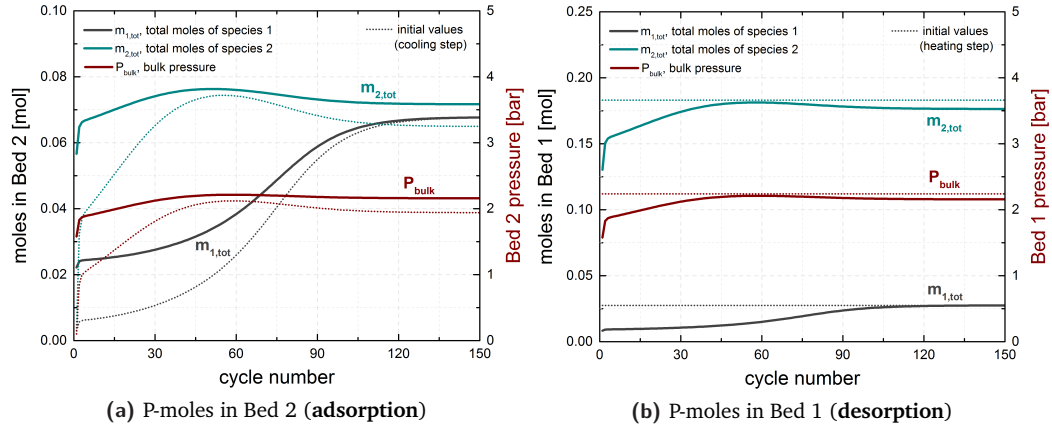 m1,tot, total moles of species 1
m2,tot, total moles of species 2
Pbulk, bulk pressure
initial values
(cooling step)
m2,tot
Pbulk
m1,tot
moles in Bed 2 [mol]
0.10
0.08
0.06
0.04
0.02
0.00
Bed 2 pressure [bar]
5
4
3
2
1
0
0 30 60 90 120 150
cycle number
(a) P-moles in Bed 2 (adsorption)
m1,tot, total moles of species 1
m2,tot, total moles of species 2
Pbulk, bulk pressure
initial values
(heating step)
m2,tot
Pbulk
m1,tot
moles in Bed 1 [mol]
0.25
0.20
0.15
0.10
0.05
0.00
Bed 1 pressure [bar]
5
4
3
2
1
0
0 30 60 90 120 150
cycle number
(b) P-moles in Bed 1 (desorption)